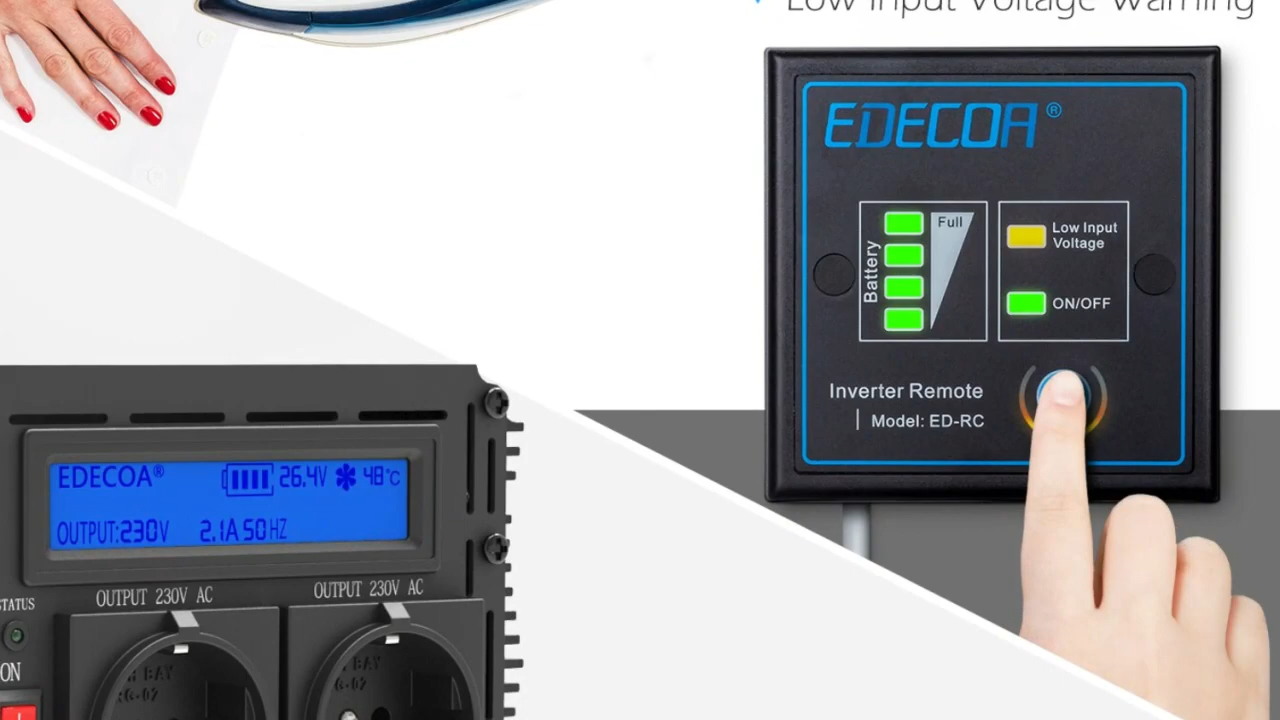 Low Input Voltage Warning
EDECOA®
Battery
Full
Low Input
Voltage
ON/OFF
Inverter Remote
Model: ED-RC
EDECOA® 26.4V 48°C
OUTPUT:230V 2.1A 50HZ
OUTPUT 230V AC
OUTPUT 230V AC
STATUS
ON